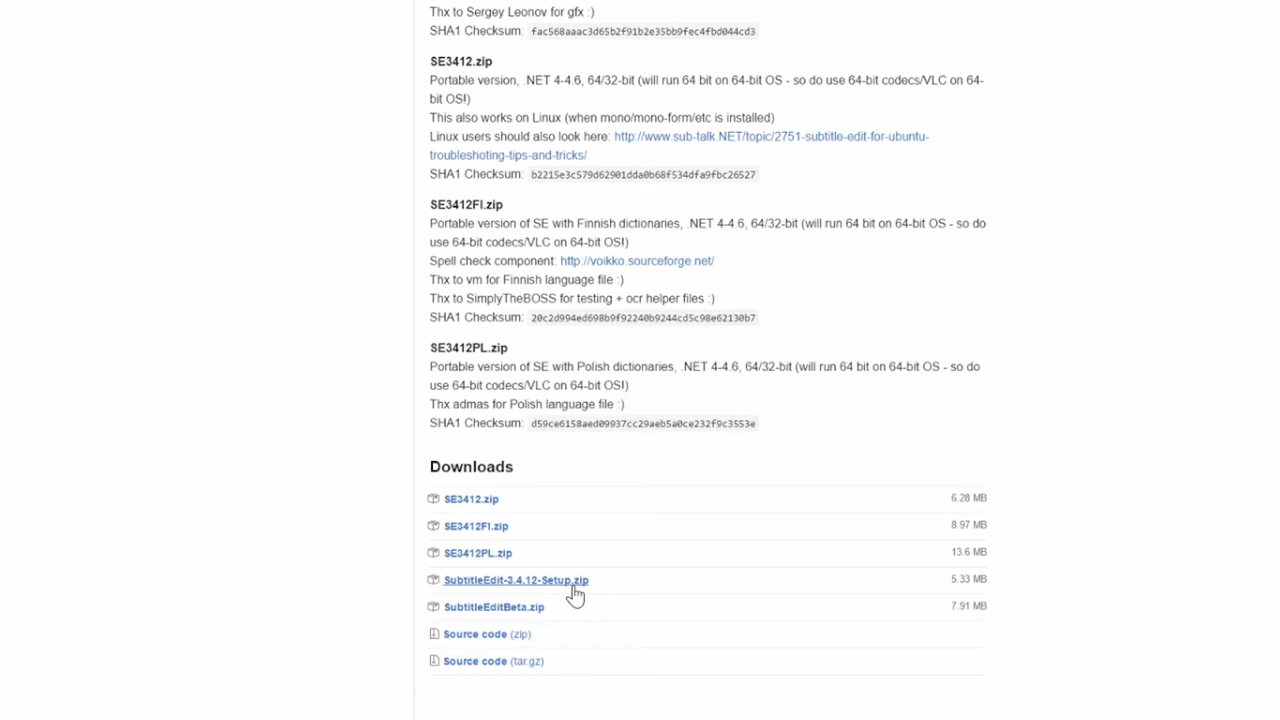 Thx to Sergey Leonov for gfx :)
SHA1 Checksum: fac568aaac3d65b2f91b2e35bb9fec4fbd044cd3
SE3412.zip
Portable version, .NET 4-4.6, 64/32-bit (will run 64 bit on 64-bit OS - so do use 64-bit codecs/VLC on 64-
bit OS!)
This also works on Linux (when mono/mono-form/etc is installed)
Linux users should also look here: http://www.sub-talk.NET/topic/2751-subtitle-edit-for-ubuntu-
troubleshoting-tips-and-tricks/
SHA1 Checksum: b2215e3c579d62901dda0b68f534dfa9fbc26527
SE3412FI.zip
Portable version of SE with Finnish dictionaries, .NET 4-4.6, 64/32-bit (will run 64 bit on 64-bit OS - so do
use 64-bit codecs/VLC on 64-bit OS!)
Spell check component: http://voikko.sourceforge.net/
Thx to vm for Finnish language file :)
Thx to SimplyTheBOSS for testing + ocr helper files :)
SHA1 Checksum: 20c2d994ed698b9f92240b9244cd5c98e62130b7
SE3412PL.zip
Portable version of SE with Polish dictionaries, .NET 4-4.6, 64/32-bit (will run 64 bit on 64-bit OS - so do
use 64-bit codecs/VLC on 64-bit OS!)
Thx admas for Polish language file :)
SHA1 Checksum: d59ce6158aed09937cc29aeb5a0ce232f9c3553e
Downloads
SE3412.zip 6.28 MB
SE3412FI.zip 8.97 MB
SE3412PL.zip 13.6 MB
SubtitleEdit-3.4.12-Setup.zip 5.33 MB
SubtitleEditBeta.zip 7.91 MB
Source code (zip)
Source code (tar.gz)